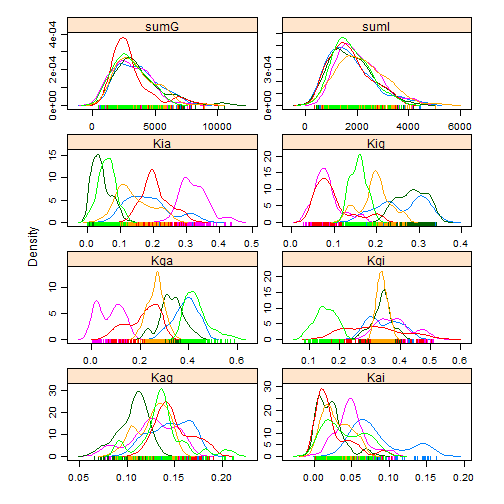 sumG
sumI
0e+00 2e-04 4e-04
0e+00 3e-04
0 5000 10000
0 2000 4000 6000
Kia
Kig
0 5 10 15
0 5 10 20
0.0 0.1 0.2 0.3 0.4 0.5
0.0 0.1 0.2 0.3 0.4
Density
Kga
Kgi
0 5 10
0 5 10 20
0.0 0.2 0.4 0.6
0.1 0.2 0.3 0.4 0.5 0.6
Kag
Kai
0 10 20 30
0 5 10 20 30
0.05 0.10 0.15 0.20
0.00 0.05 0.10 0.15 0.20